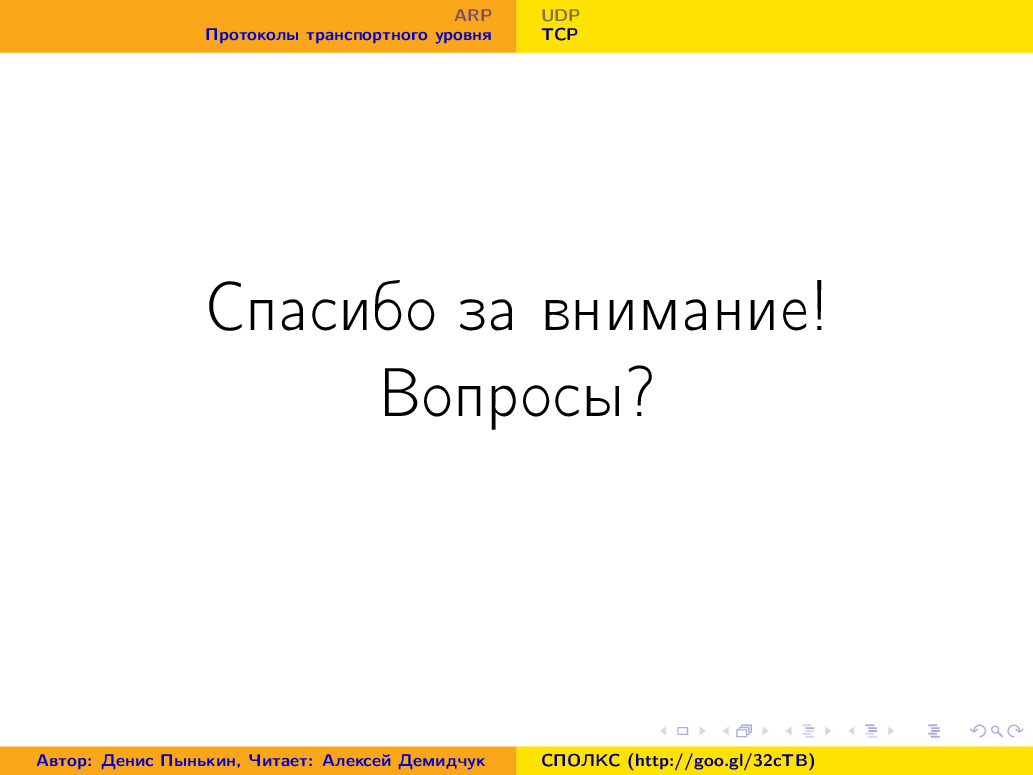 ARP
Протоколы транспортного уровня
UDP
TCP
Спасибо за внимание!
Вопросы?
Автор: Денис Пынькин, Читает: Алексей Демидчук
СПОЛКС (http://goo.gl/32cTB)